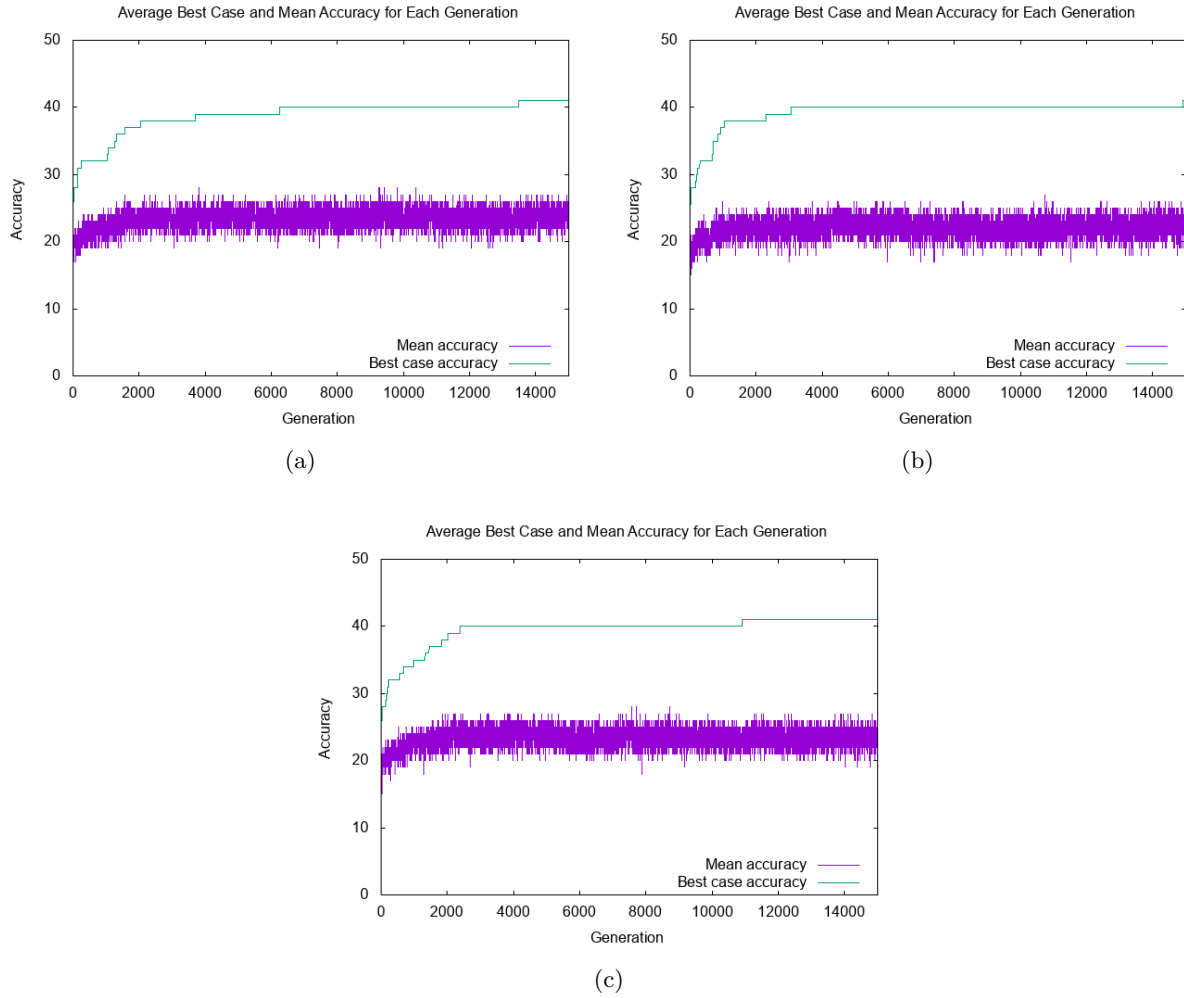 Average Best Case and Mean Accuracy for Each Generation
50
40
30
20
10
0
Accuracy
Mean accuracy
Best case accuracy
0 2000 4000 6000 8000 10000 12000 14000
Generation
(a)
Average Best Case and Mean Accuracy for Each Generation
50
40
30
20
10
0
Accuracy
Mean accuracy
Best case accuracy
0 2000 4000 6000 8000 10000 12000 14000
Generation
(b)
Average Best Case and Mean Accuracy for Each Generation
50
40
30
20
10
0
Accuracy
Mean accuracy
Best case accuracy
0 2000 4000 6000 8000 10000 12000 14000
Generation
(c)